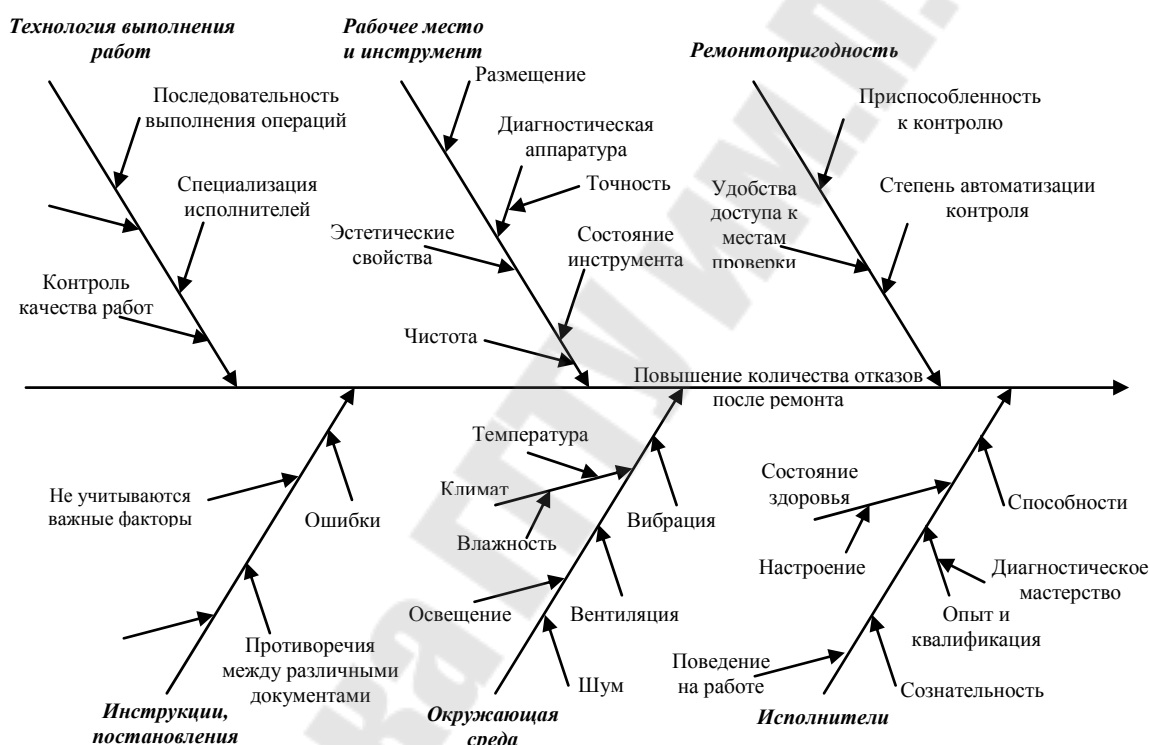 Технология выполнения
работ
Рабочее место
и инструмент
Ремонтопригодность
Последовательность
выполнения операций
Специализация
исполнителей
Контроль
качества работ
Размещение
Диагностическая
аппаратура
Точность
Эстетические
свойства
Состояние
инструмента
Чистота
Приспособленность
к контролю
Удобства
доступа к
местам
проверки
Степень автоматизации
контроля
Повышение количества отказов
после ремонта
Не учитываются
важные факторы
Ошибки
Противоречия
между различными
документами
Инструкции,
постановления
Температура
Климат
Влажность
Вибрация
Освещение
Вентиляция
Шум
Окружающая
среда
Состояние
здоровья
Настроение
Способности
Диагностическое
мастерство
Опыт и
квалификация
Поведение
на работе
Сознательность
Исполнители